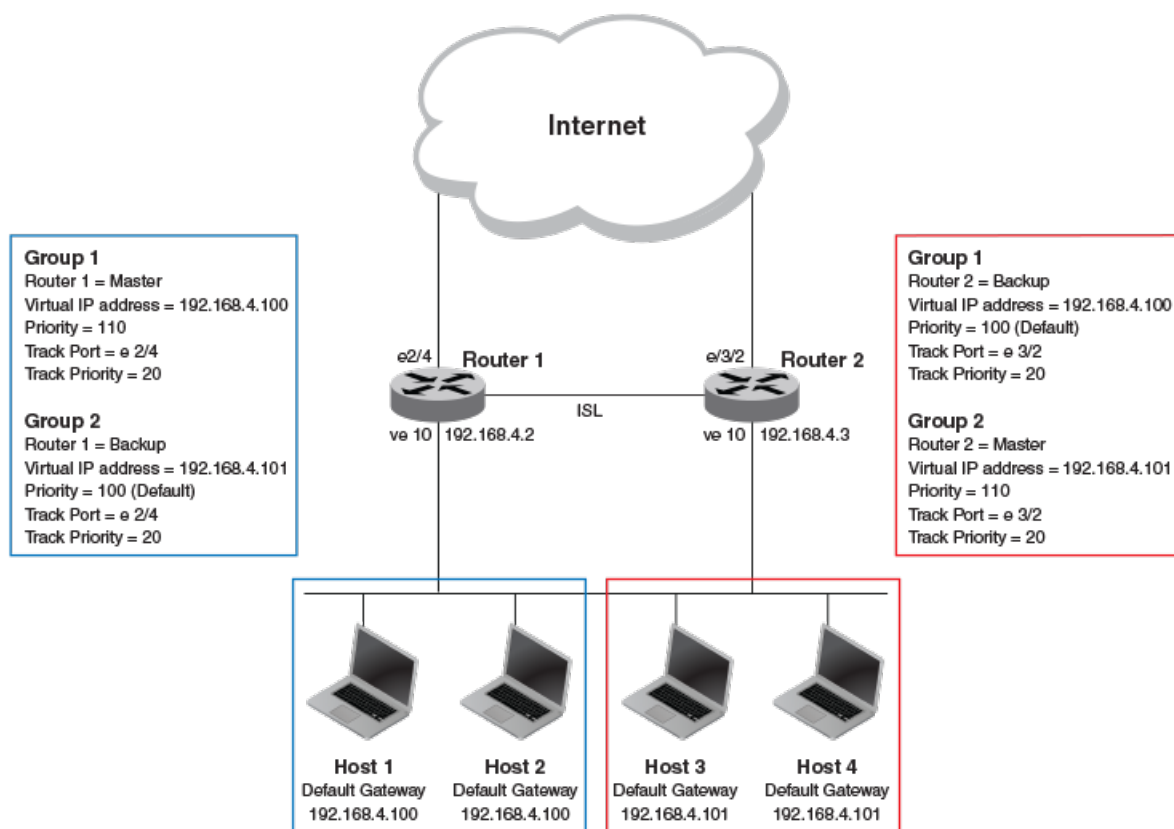 Internet
Group 1
Router 1 = Master
Virtual IP address = 192.168.4.100
Priority = 110
Track Port = e 2/4
Track Priority = 20
Group 2
Router 1 = Backup
Virtual IP address = 192.168.4.101
Priority = 100 (Default)
Track Port = e 2/4
Track Priority = 20
Group 1
Router 2 = Backup
Virtual IP address = 192.168.4.100
Priority = 100 (Default)
Track Port = e 3/2
Track Priority = 20
Group 2
Router 2 = Master
Virtual IP address = 192.168.4.101
Priority = 110
Track Port = e 3/2
Track Priority = 20
e2/4
Router 1
e/3/2
Router 2
ISL
ve 10
192.168.4.2
ve 10
192.168.4.3
Host 1
Default Gateway
192.168.4.100
Host 2
Default Gateway
192.168.4.100
Host 3
Default Gateway
192.168.4.101
Host 4
Default Gateway
192.168.4.101